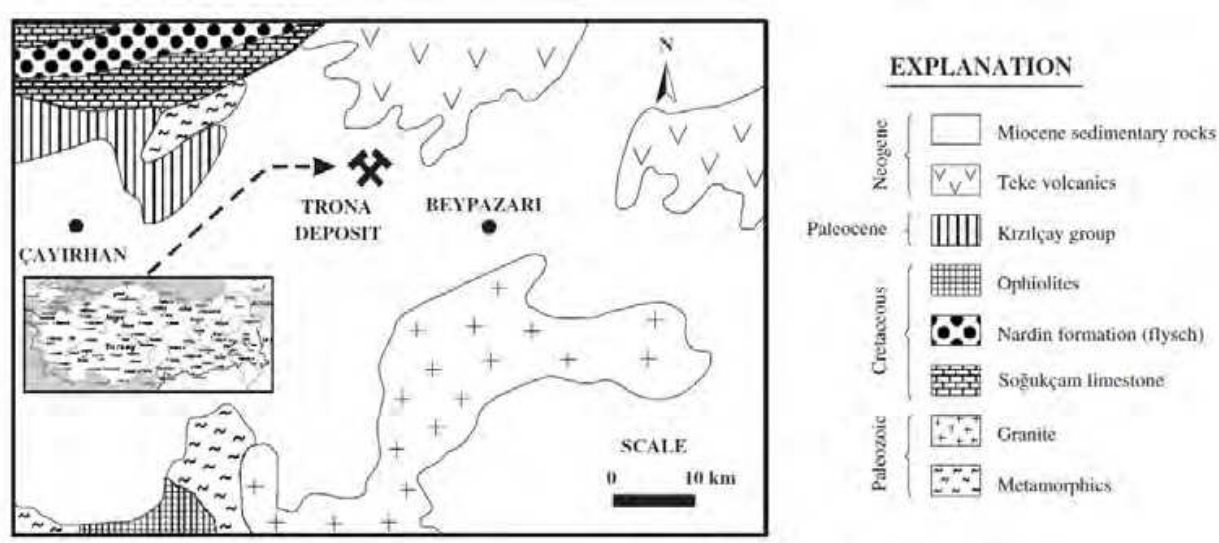 N
TRONA
DEPOSIT
BEYPAZARI
ÇAYIRHAN
Turkey
SCALE
0 10 km
EXPLANATION
Neogene
Miocene sedimentary rocks
Teke volcanics
Paleocene
Kızılçay group
Cretaceous
Ophiolites
Nardin formation (flysch)
Soğukçam limestone
Paleozoic
Granite
Metamorphics